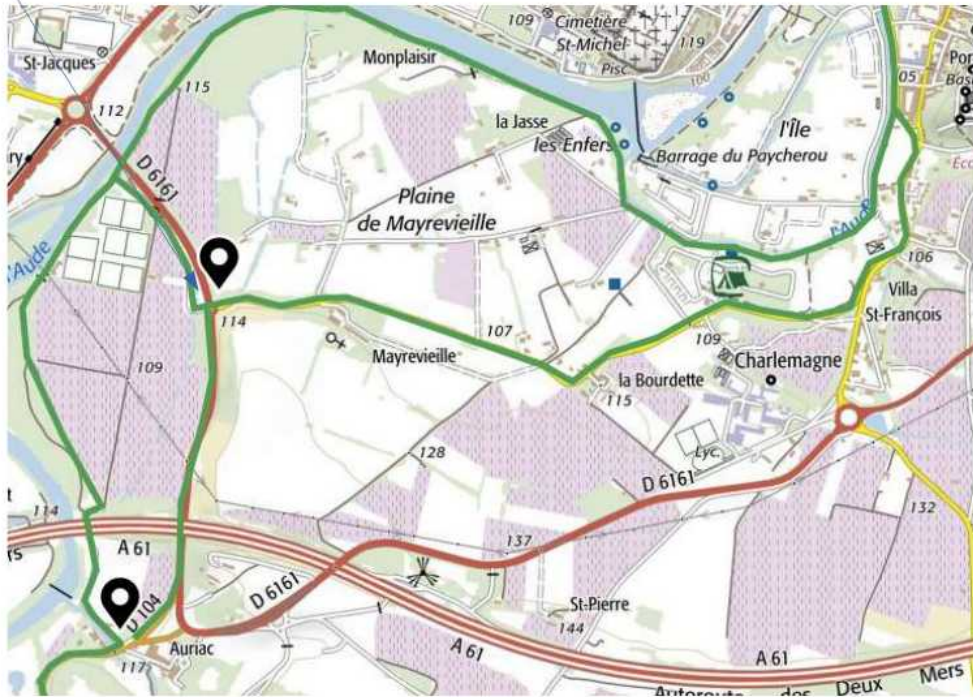 109
Cimetière
St-Michel
Pisc.
119
100
St-Jacques
Monplaisir
112
115
la Jasse
les Enfers
l'Île
Barrage du Paycherou
D 6161
Plaine
de Mayrevieille
l'Aude
l'Aude
106
Villa
St-François
114
107
109
Mayrevieille
109
Charlemagne
la Bourdette
115
Lyc.
128
D 6161
132
114
137
A 61
D 6161
St-Pierre
144
D 104
Auriac
117
A 61
A 61
Autoroute des Deux Mers